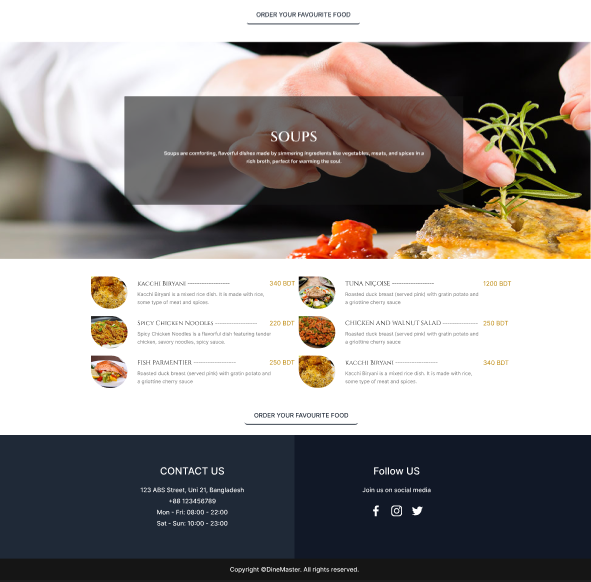 ORDER YOUR FAVOURITE FOOD
SOUPS
Soups are comforting, flavorful dishes made by simmering ingredients like vegetables, meats, and spices in a
rich broth, perfect for warming the soul.
KACCHI BIRYANI ------------------ 340 BDT
Kacchi Biryani is a mixed rice dish. It is made with rice,
some type of meat and spices.
TUNA NIÇOISE ------------------ 1200 BDT
Roasted duck breast (served pink) with gratin potato and
a griottine cherry sauce
SPICY CHICKEN NOODLES ------------------ 220 BDT
Spicy Chicken Noodles is a flavorful dish featuring tender
chicken, savory noodles, spicy sauce.
CHICKEN AND WALNUT SALAD ------------------ 250 BDT
Roasted duck breast (served pink) with gratin potato and
a griottine cherry sauce
FISH PARMENTIER ------------------ 250 BDT
Roasted duck breast (served pink) with gratin potato and
a griottine cherry sauce
KACCHI BIRYANI ------------------ 340 BDT
Kacchi Biryani is a mixed rice dish. It is made with rice,
some type of meat and spices.
ORDER YOUR FAVOURITE FOOD
CONTACT US
123 ABS Street, Uni 21, Bangladesh
+88 123456789
Mon - Fri: 08:00 - 22:00
Sat - Sun: 10:00 - 23:00
Follow US
Join us on social media
Copyright ©DineMaster. All rights reserved.